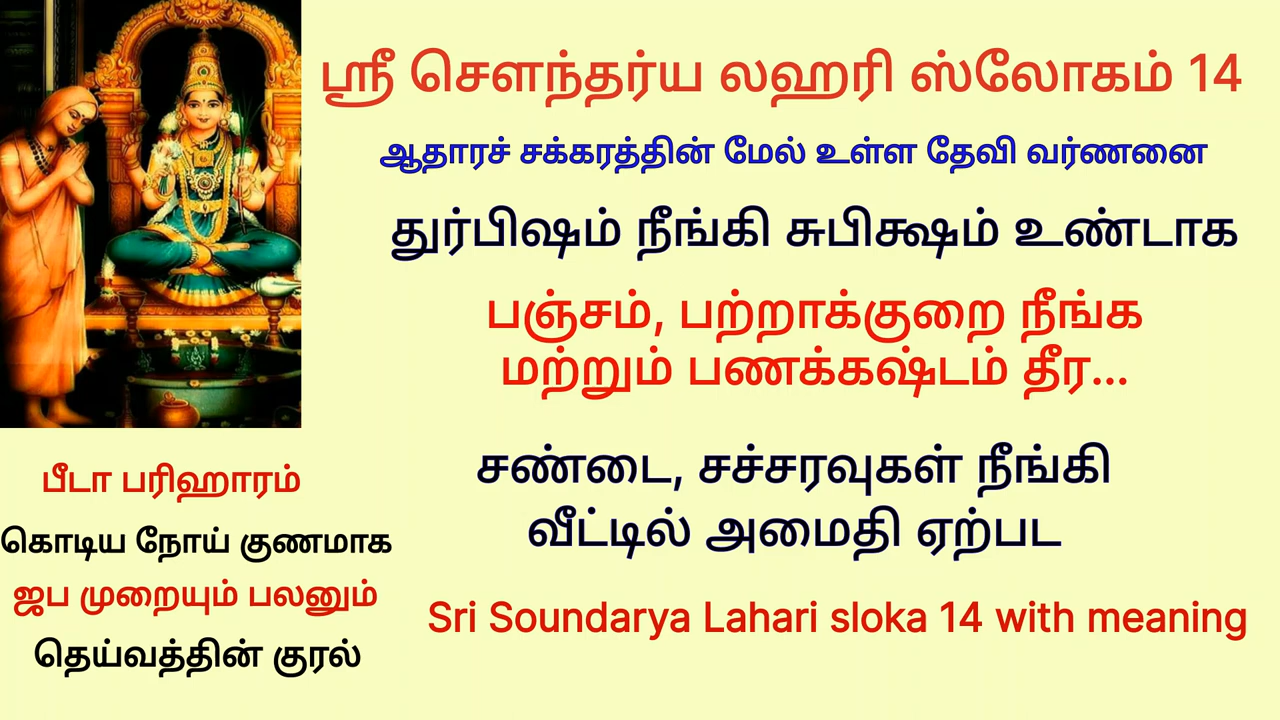 ஸ்ரீ சௌந்தர்ய லஹரி ஸ்லோகம் 14
ஆதாரச் சக்கரத்தின் மேல் உள்ள தேவி வர்ணனை
துர்பிஷம் நீங்கி சுபிக்ஷம் உண்டாக
பஞ்சம், பற்றாக்குறை நீங்க
மற்றும் பணக்கஷ்டம் தீர...
சண்டை, சச்சரவுகள் நீங்கி
வீட்டில் அமைதி ஏற்பட
Sri Soundarya Lahari sloka 14 with meaning
பீடா பரிஹாரம்
கொடிய நோய் குணமாக
ஜப முறையும் பலனும்
தெய்வத்தின் குரல்